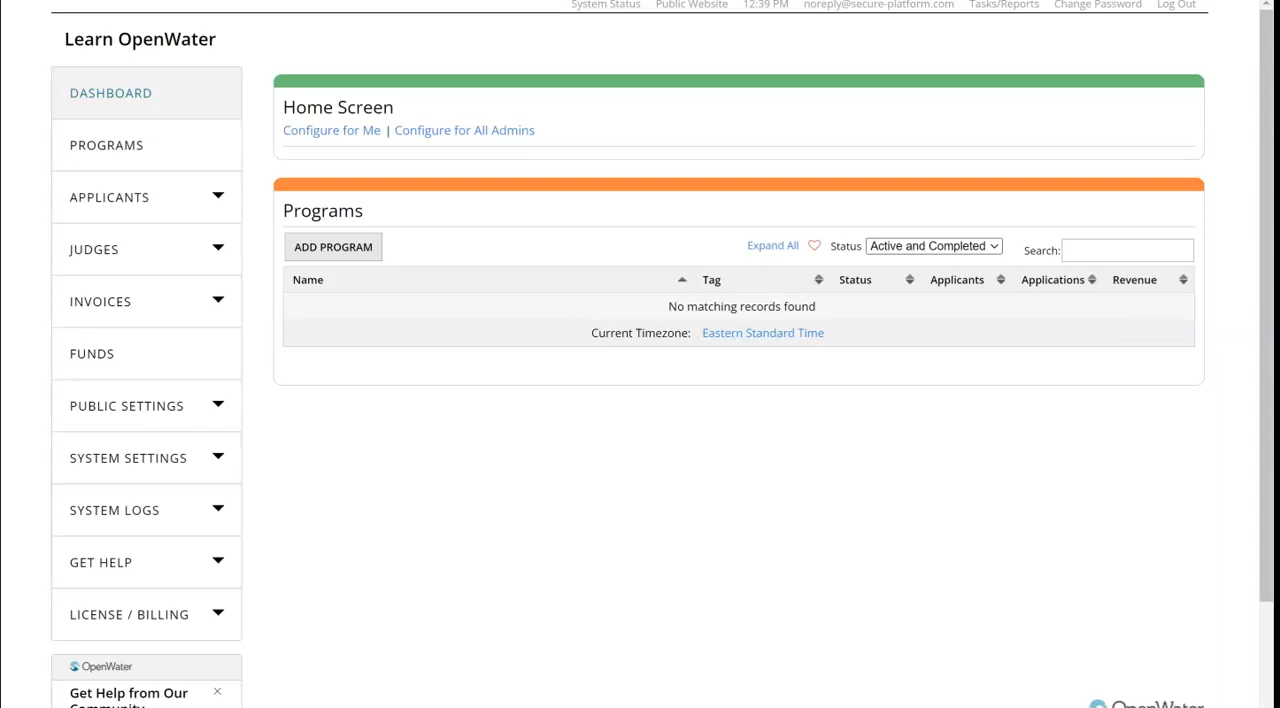 System Status Public Website 12:39 PM noreply@secure-platform.com Tasks/Reports Change Password Log Out
Learn OpenWater
DASHBOARD
PROGRAMS
APPLICANTS
JUDGES
INVOICES
FUNDS
PUBLIC SETTINGS
SYSTEM SETTINGS
SYSTEM LOGS
GET HELP
LICENSE / BILLING
OpenWater
Get Help from Our
Community
Home Screen
Configure for Me | Configure for All Admins
Programs
ADD PROGRAM Expand All Status Active and Completed Search:
Name Tag Status Applicants Applications Revenue
No matching records found
Current Timezone: Eastern Standard Time
OpenWater